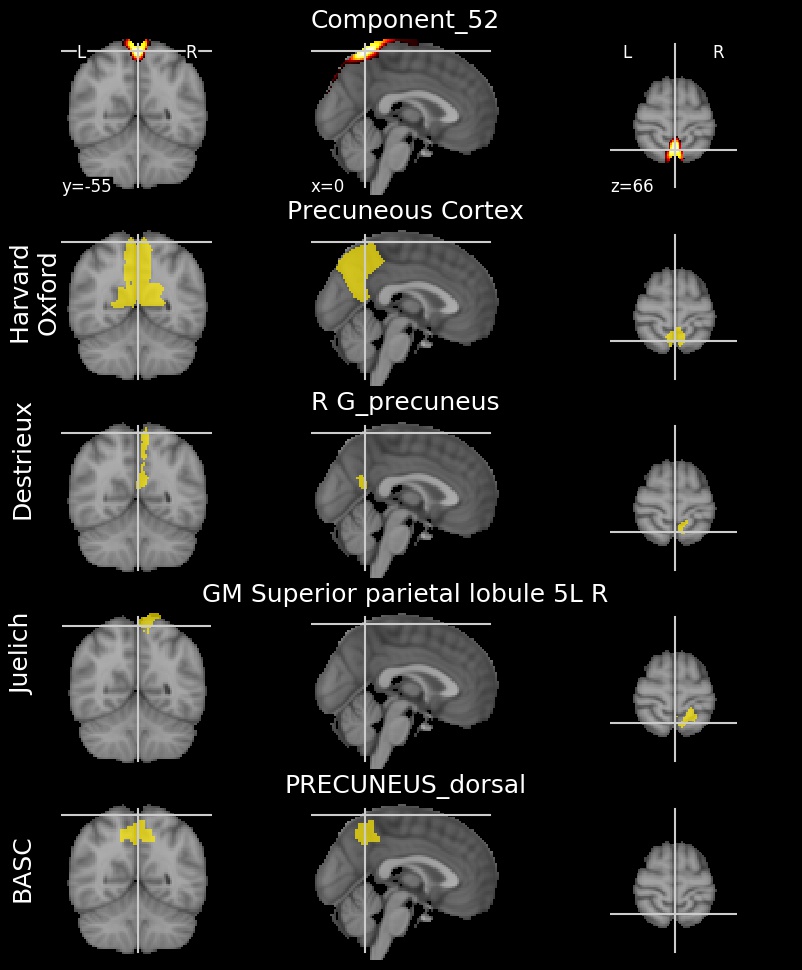 Component_52
L R
L R
y=-55
x=0
z=66
Precuneous Cortex
Harvard
Oxford
R G_precuneus
Destrieux
GM Superior parietal lobule 5L R
Juelich
PRECUNEUS_dorsal
BASC